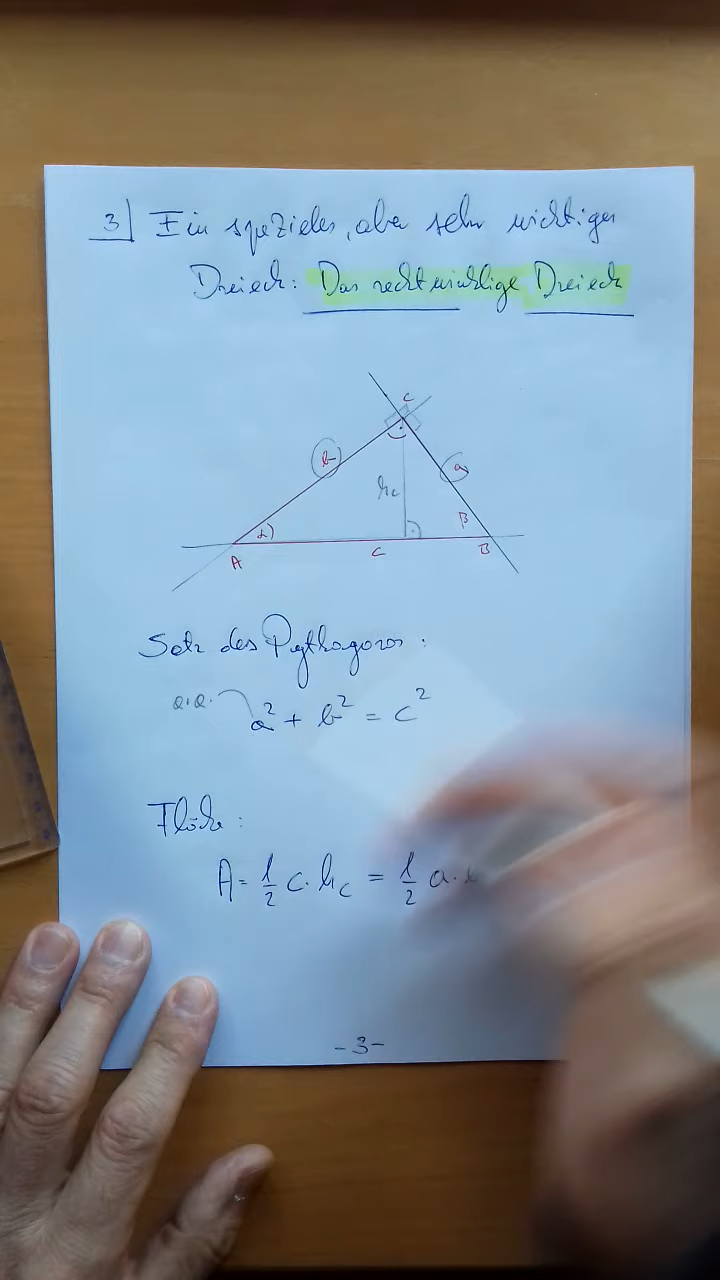 3| Ein spezieles, aber sehr wichtiges
Dreieck: Das rechtwinklige Dreieck
C
b
a
hc
α
β
A
c
B
Satz des Pythagoras:
a·a·
a² + b² = c²
Fläche:
A = 1/2 c · hc = 1/2 a ·
- 3 -